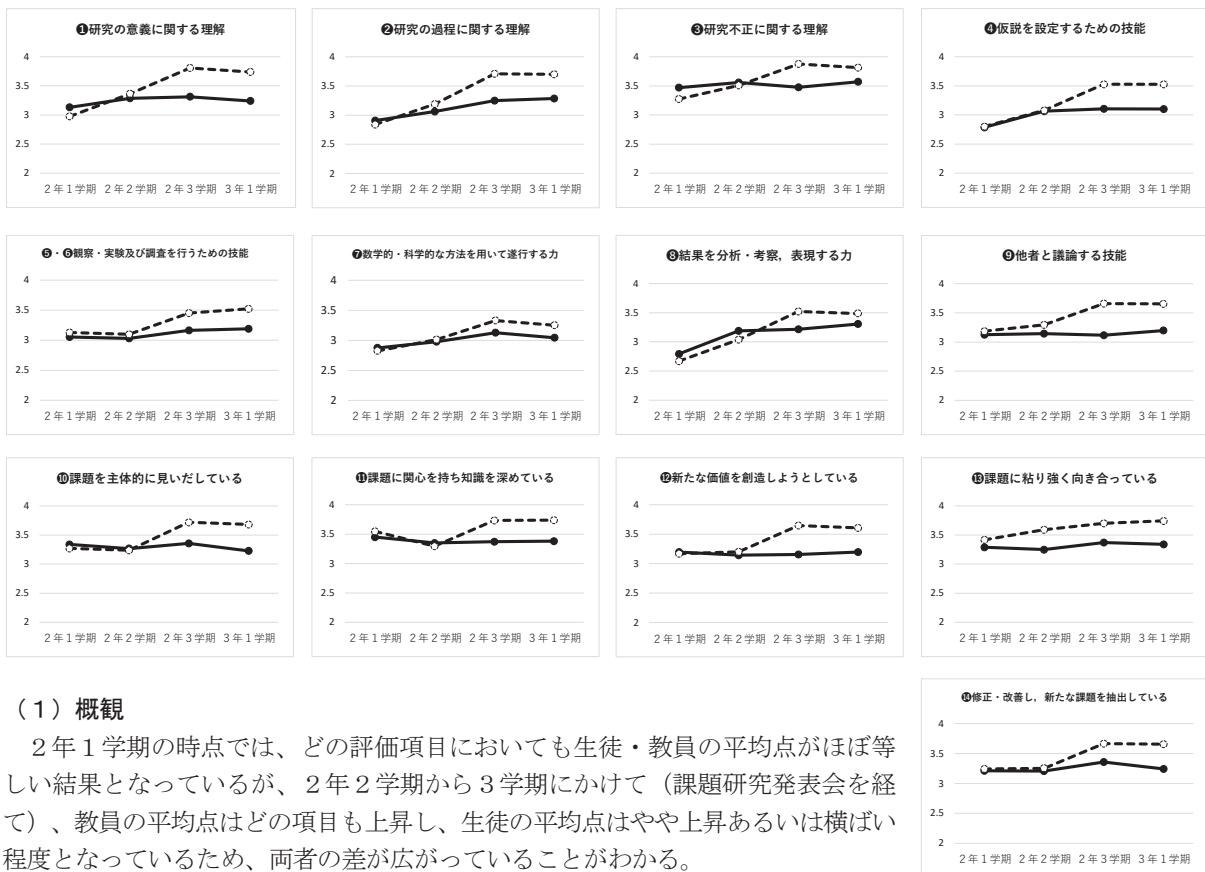 ❶研究の意義に関する理解
4
3.5
3
2.5
2
2年1学期 2年2学期 2年3学期 3年1学期
❷研究の過程に関する理解
4
3.5
3
2.5
2
2年1学期 2年2学期 2年3学期 3年1学期
❸研究不正に関する理解
4
3.5
3
2.5
2
2年1学期 2年2学期 2年3学期 3年1学期
❹仮説を設定するための技能
4
3.5
3
2.5
2
2年1学期 2年2学期 2年3学期 3年1学期
❺・❻観察・実験及び調査を行うための技能
4
3.5
3
2.5
2
2年1学期 2年2学期 2年3学期 3年1学期
❼数学的・科学的な方法を用いて遂行する力
4
3.5
3
2.5
2
2年1学期 2年2学期 2年3学期 3年1学期
❽結果を分析・考察，表現する力
4
3.5
3
2.5
2
2年1学期 2年2学期 2年3学期 3年1学期
❾他者と議論する技能
4
3.5
3
2.5
2
2年1学期 2年2学期 2年3学期 3年1学期
❿課題を主体的に見いだしている
4
3.5
3
2.5
2
2年1学期 2年2学期 2年3学期 3年1学期
⓫課題に関心を持ち知識を深めている
4
3.5
3
2.5
2
2年1学期 2年2学期 2年3学期 3年1学期
⓬新たな価値を創造しようとしている
4
3.5
3
2.5
2
2年1学期 2年2学期 2年3学期 3年1学期
⓭課題に粘り強く向き合っている
4
3.5
3
2.5
2
2年1学期 2年2学期 2年3学期 3年1学期
（1）概観
2年1学期の時点では、どの評価項目においても生徒・教員の平均点がほぼ等
しい結果となっているが、2年2学期から3学期にかけて（課題研究発表会を経
て）、教員の平均点はどの項目も上昇し、生徒の平均点はやや上昇あるいは横ばい
程度となっているため、両者の差が広がっていることがわかる。
⓮修正・改善し，新たな課題を抽出している
4
3.5
3
2.5
2
2年1学期 2年2学期 2年3学期 3年1学期